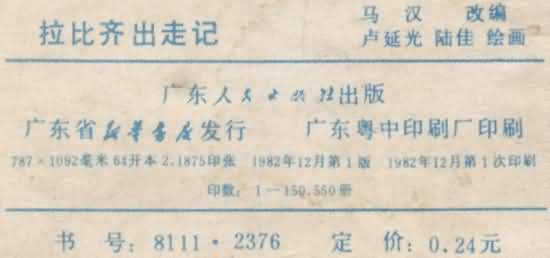 拉比齐出走记
马汉 改编
卢延光 陆佳 绘画
广东人民出版社出版
广东省新华书店发行 广东粤中印刷厂印刷
787×1092毫米 64开本 2.1875印张 1982年12月第1版 1982年12月第1次印刷
印数：1—150,550册
书号：8111·2376 定价：0.24元